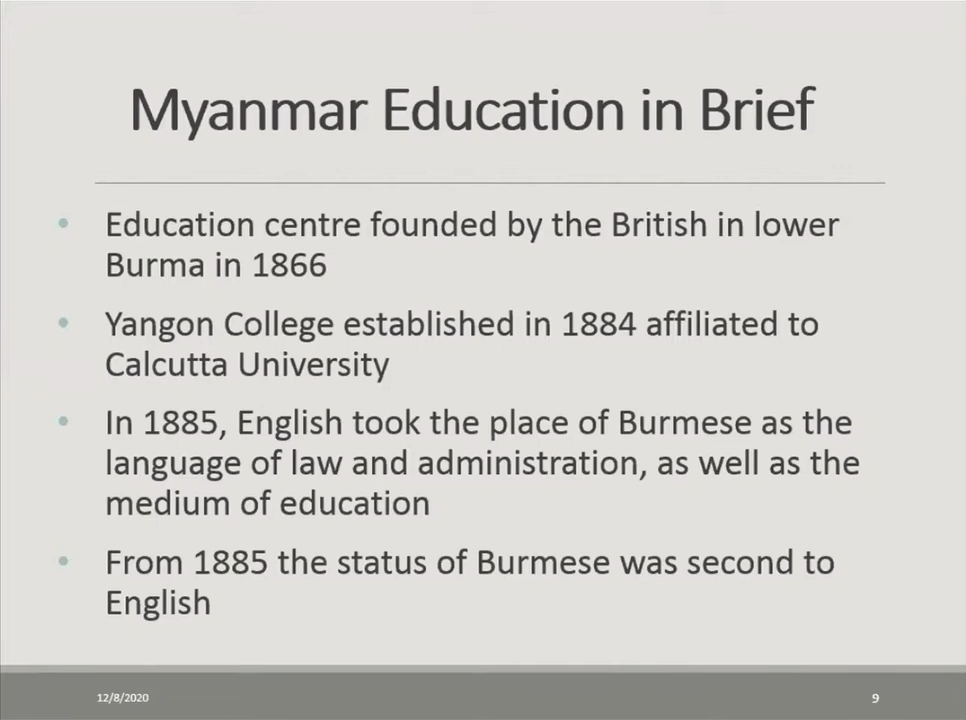 Myanmar Education in Brief
• Education centre founded by the British in lower
Burma in 1866
• Yangon College established in 1884 affiliated to
Calcutta University
• In 1885, English took the place of Burmese as the
language of law and administration, as well as the
medium of education
• From 1885 the status of Burmese was second to
English
12/8/2020
9